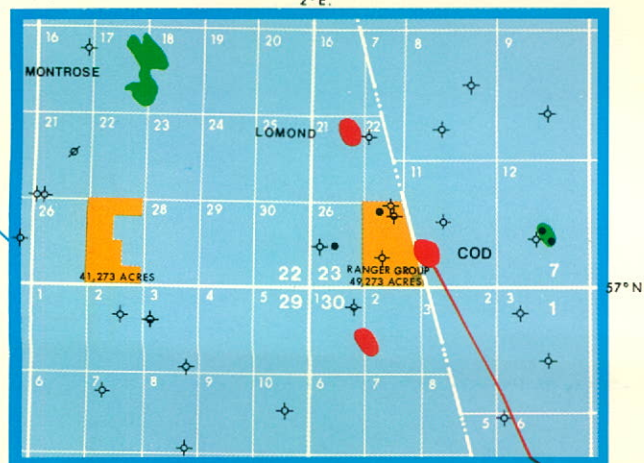 2°E.
16 17 18 19 20 16 7 8 9
MONTROSE
21 22 23 24 25 21 22
LOMOND
11 12
26 28 29 30 26
COD
41,273 ACRES
22 23
RANGER GROUP
49,273 ACRES
7
57°N
29 30
1
1 2 3 4 5 1 2 3 2 3
6 7 8 9 10 6 7 8
5 6